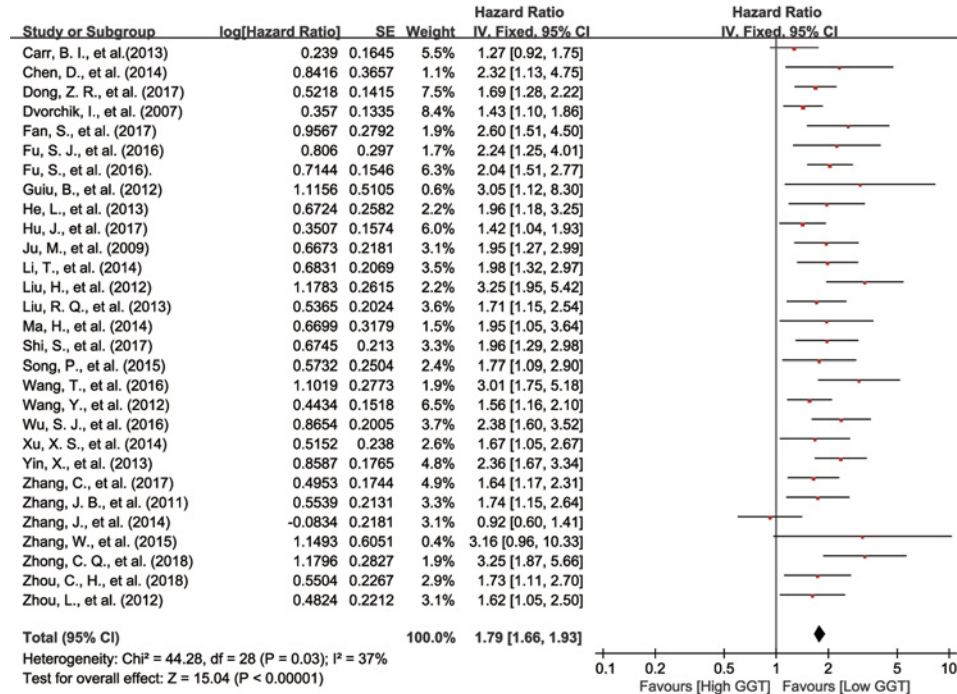 Hazard Ratio Hazard Ratio
Study or Subgroup log[Hazard Ratio] SE Weight IV, Fixed, 95% CI IV, Fixed, 95% CI
Carr, B. I., et al.(2013) 0.239 0.1645 5.5% 1.27 [0.92, 1.75]
Chen, D., et al. (2014) 0.8416 0.3657 1.1% 2.32 [1.13, 4.75]
Dong, Z. R., et al. (2017) 0.5218 0.1415 7.5% 1.69 [1.28, 2.22]
Dvorchik, I., et al. (2007) 0.357 0.1335 8.4% 1.43 [1.10, 1.86]
Fan, S., et al. (2017) 0.9567 0.2792 1.9% 2.60 [1.51, 4.50]
Fu, S. J., et al. (2016) 0.806 0.297 1.7% 2.24 [1.25, 4.01]
Fu, S., et al. (2016). 0.7144 0.1546 6.3% 2.04 [1.51, 2.77]
Guiu, B., et al. (2012) 1.1156 0.5105 0.6% 3.05 [1.12, 8.30]
He, L., et al. (2013) 0.6724 0.2582 2.2% 1.96 [1.18, 3.25]
Hu, J., et al. (2017) 0.3507 0.1574 6.0% 1.42 [1.04, 1.93]
Ju, M., et al. (2009) 0.6673 0.2181 3.1% 1.95 [1.27, 2.99]
Li, T., et al. (2014) 0.6831 0.2069 3.5% 1.98 [1.32, 2.97]
Liu, H., et al. (2012) 1.1783 0.2615 2.2% 3.25 [1.95, 5.42]
Liu, R. Q., et al. (2013) 0.5365 0.2024 3.6% 1.71 [1.15, 2.54]
Ma, H., et al. (2014) 0.6699 0.3179 1.5% 1.95 [1.05, 3.64]
Shi, S., et al. (2017) 0.6745 0.213 3.3% 1.96 [1.29, 2.98]
Song, P., et al. (2015) 0.5732 0.2504 2.4% 1.77 [1.09, 2.90]
Wang, T., et al. (2016) 1.1019 0.2773 1.9% 3.01 [1.75, 5.18]
Wang, Y., et al. (2012) 0.4434 0.1518 6.5% 1.56 [1.16, 2.10]
Wu, S. J., et al. (2016) 0.8654 0.2005 3.7% 2.38 [1.60, 3.52]
Xu, X. S., et al. (2014) 0.5152 0.238 2.6% 1.67 [1.05, 2.67]
Yin, X., et al. (2013) 0.8587 0.1765 4.8% 2.36 [1.67, 3.34]
Zhang, C., et al. (2017) 0.4953 0.1744 4.9% 1.64 [1.17, 2.31]
Zhang, J. B., et al. (2011) 0.5539 0.2131 3.3% 1.74 [1.15, 2.64]
Zhang, J., et al. (2014) -0.0834 0.2181 3.1% 0.92 [0.60, 1.41]
Zhang, W., et al. (2015) 1.1493 0.6051 0.4% 3.16 [0.96, 10.33]
Zhong, C. Q., et al. (2018) 1.1796 0.2827 1.9% 3.25 [1.87, 5.66]
Zhou, C. H., et al. (2018) 0.5504 0.2267 2.9% 1.73 [1.11, 2.70]
Zhou, L., et al. (2012) 0.4824 0.2212 3.1% 1.62 [1.05, 2.50]
Total (95% CI) 100.0% 1.79 [1.66, 1.93]
Heterogeneity: Chi² = 44.28, df = 28 (P = 0.03); I² = 37%
Test for overall effect: Z = 15.04 (P < 0.00001)
0.1 0.2 0.5 1 2 5 10
Favours [High GGT] Favours [Low GGT]